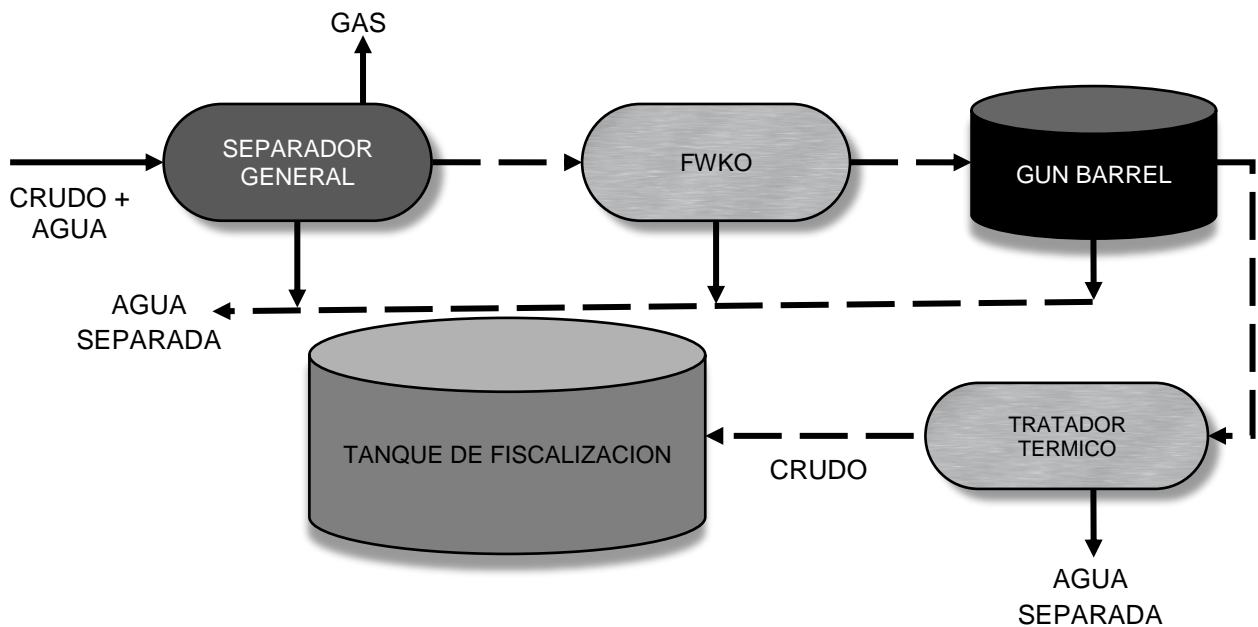 GAS
SEPARADOR
GENERAL
FWKO
GUN BARREL
CRUDO +
AGUA
AGUA
SEPARADA
TANQUE DE FISCALIZACION
CRUDO
TRATADOR
TERMICO
AGUA
SEPARADA